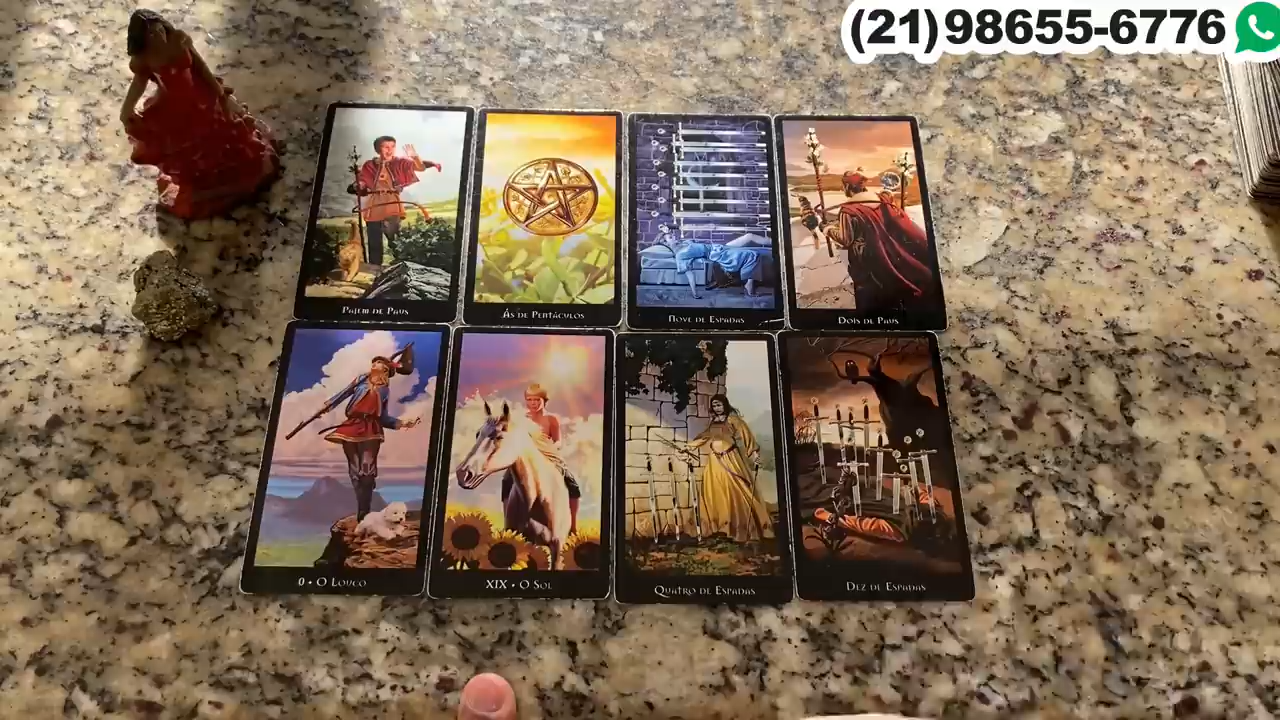 (21)98655-6776
Pajem de Paus
Ás de Pentáculos
Nove de Espadas
Dois de Paus
0 • O Louco
XIX • O Sol
Quatro de Espadas
Dez de Espadas